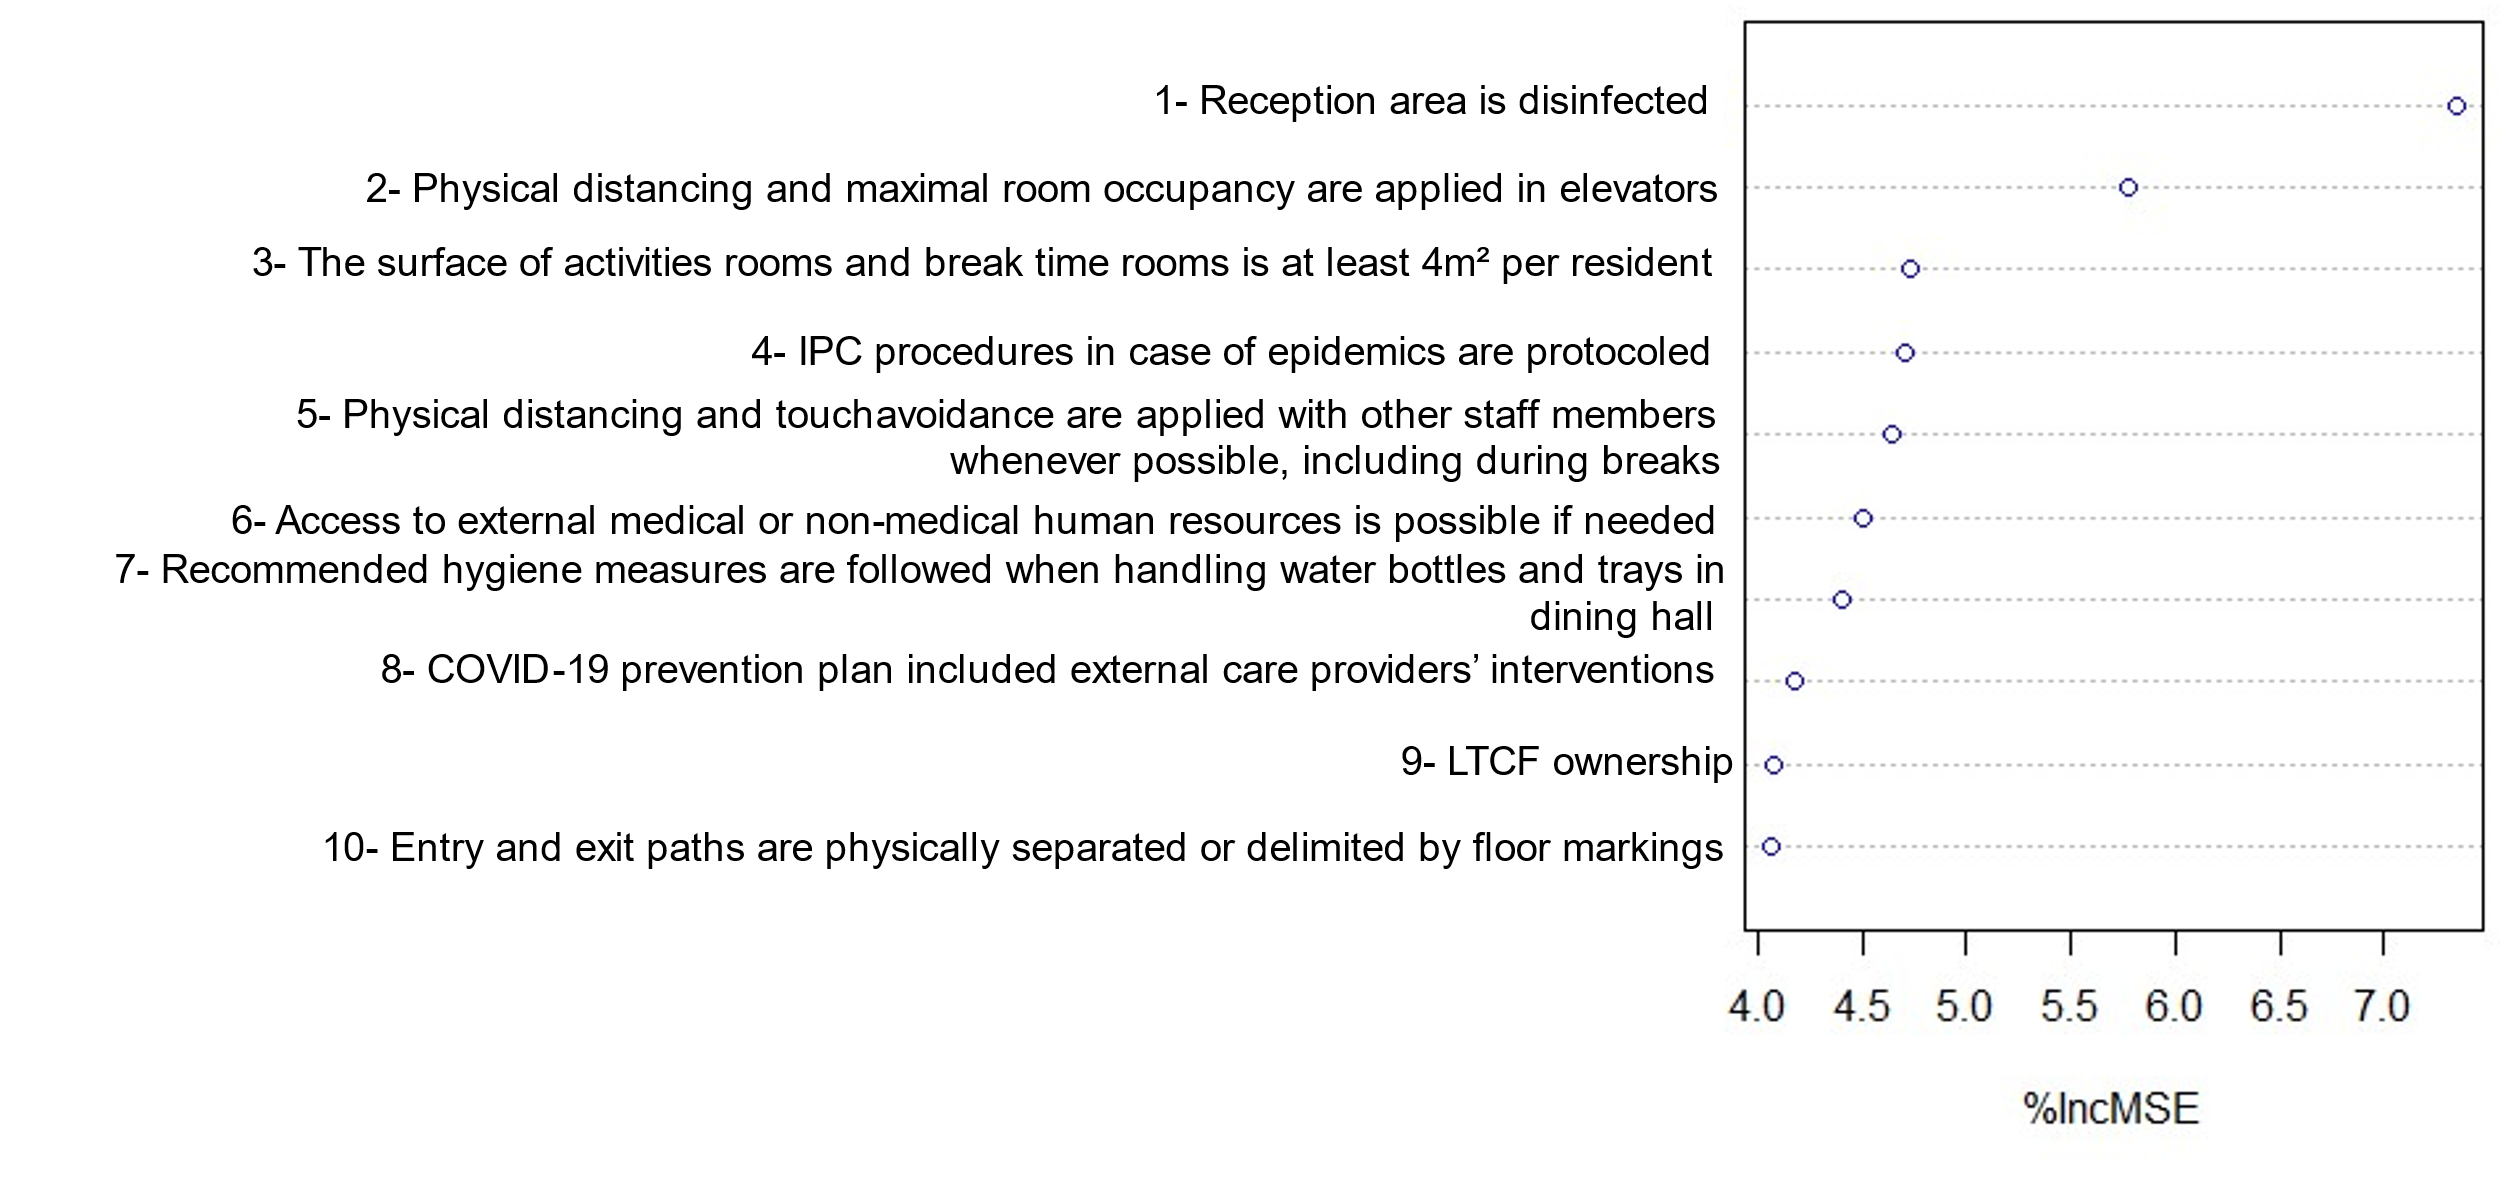 1- Reception area is disinfected
2- Physical distancing and maximal room occupancy are applied in elevators
3- The surface of activities rooms and break time rooms is at least 4m² per resident
4- IPC procedures in case of epidemics are protocoled
5- Physical distancing and touchavoidance are applied with other staff members
whenever possible, including during breaks
6- Access to external medical or non-medical human resources is possible if needed
7- Recommended hygiene measures are followed when handling water bottles and trays in
dining hall
8- COVID-19 prevention plan included external care providers’ interventions
9- LTCF ownership
10- Entry and exit paths are physically separated or delimited by floor markings
4.0 4.5 5.0 5.5 6.0 6.5 7.0
%IncMSE